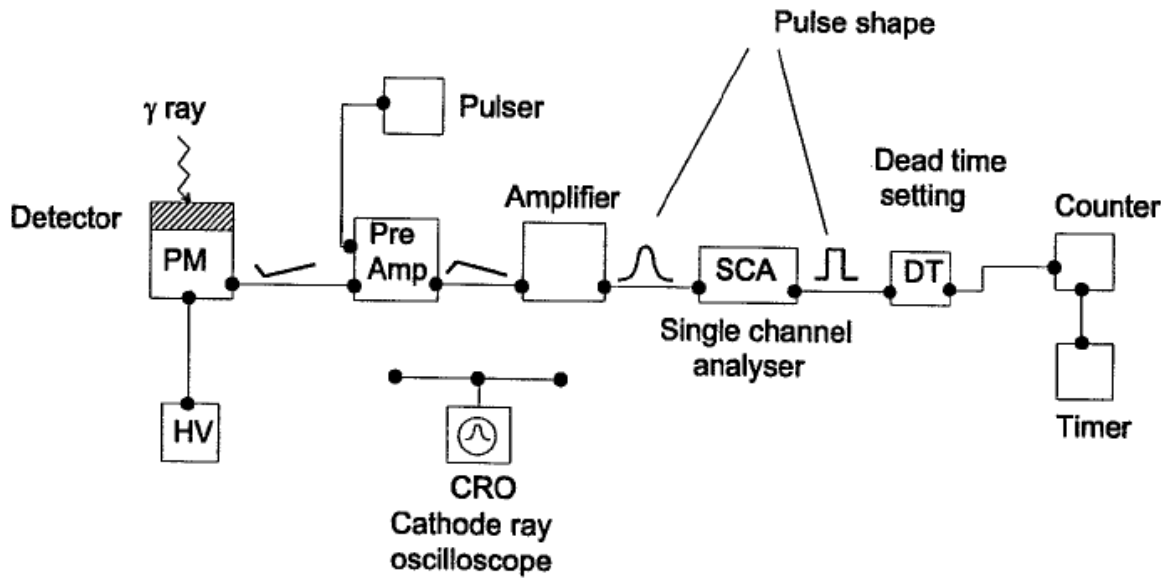 Pulse shape
γ ray
Pulser
Dead time
setting
Detector
Amplifier
Counter
PM
Pre
Amp
SCA
DT
Single channel
analyser
HV
Timer
CRO
Cathode ray
oscilloscope